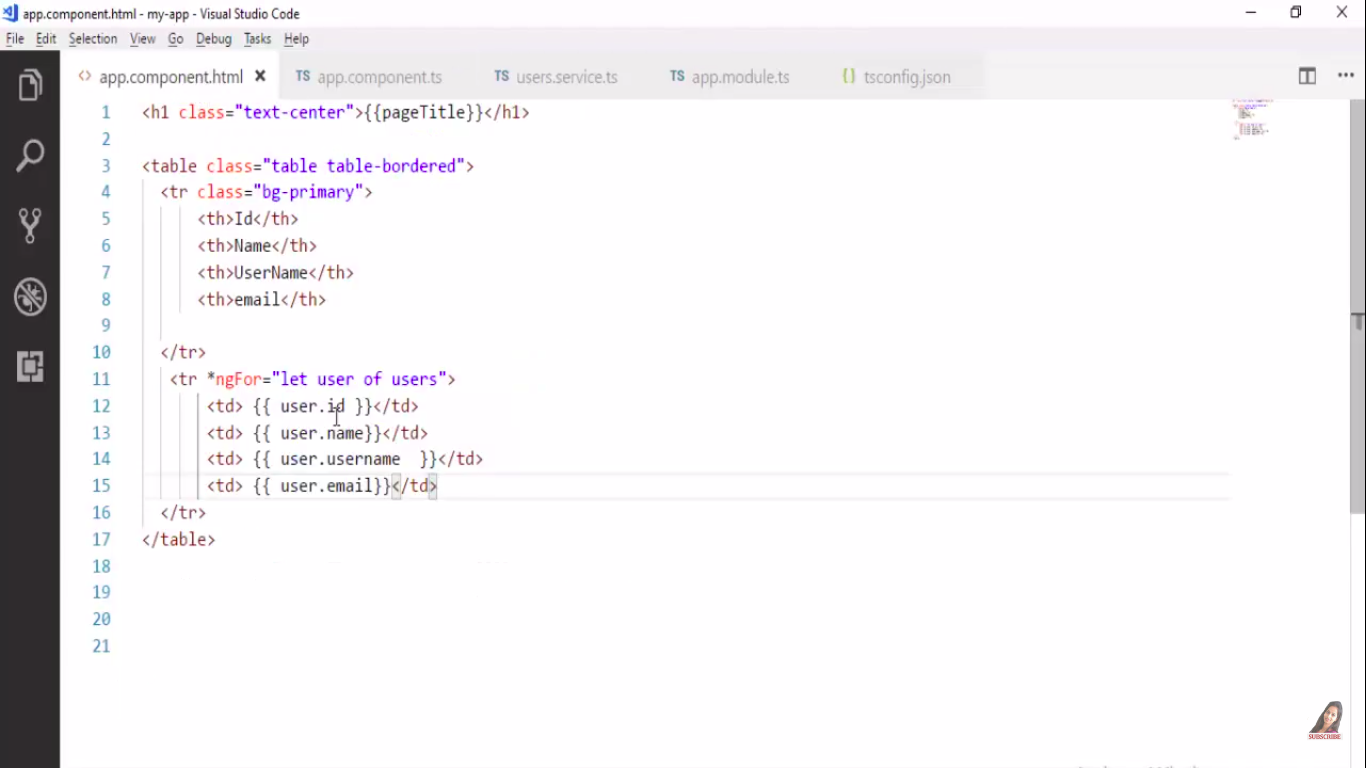 app.component.html - my-app - Visual Studio Code
File Edit Selection View Go Debug Tasks Help
<> app.component.html × TS app.component.ts TS users.service.ts TS app.module.ts {} tsconfig.json
1 <h1 class="text-center">{{pageTitle}}</h1>
2
3 <table class="table table-bordered">
4 <tr class="bg-primary">
5 <th>Id</th>
6 <th>Name</th>
7 <th>UserName</th>
8 <th>email</th>
9
10 </tr>
11 <tr *ngFor="let user of users">
12 <td> {{ user.id }}</td>
13 <td> {{ user.name}}</td>
14 <td> {{ user.username  }}</td>
15 <td> {{ user.email}}</td>
16 </tr>
17 </table>
18
19
20
21
SUBSCRIBE